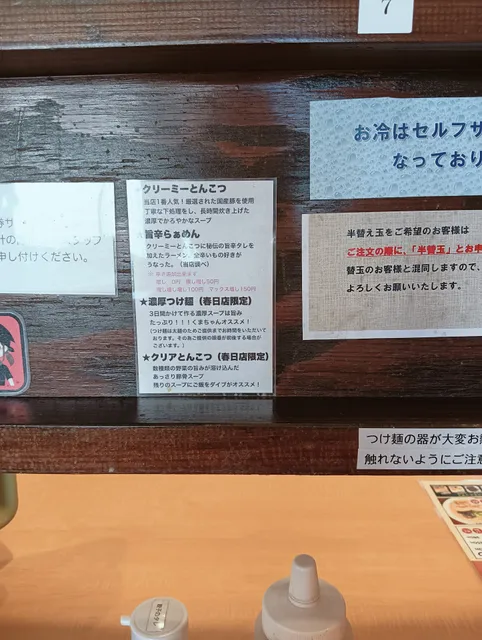 7
お冷はセルフサ
なっており
クリーミーとんこつ
当店1番人気！厳選された国産豚を使用
丁寧な下処理をし、長時間炊き上げた
濃厚でかろやかなスープ
旨辛らぁめん
クリーミーとんこつに秘伝の旨辛タレを
加えたラーメン、全辛いもの好きが
うなった。（当店調べ）
★濃厚つけ麺（春日店限定）
3日間かけて作る濃厚スープは旨み
たっぷり！！！くまちゃんオススメ！
★クリアとんこつ（春日店限定）
数種類の野菜の旨みが溶け込んだ
あっさり豚骨スープ
残りのスープにご飯をダイブがオススメ！
申し付けください。
半替え玉をご希望のお客様は
ご注文の際に、「半替玉」とお申
替玉のお客様と混同しますので、
よろしくお願いいたします。
つけ麺の器が大変お熱
触れないようにご注意